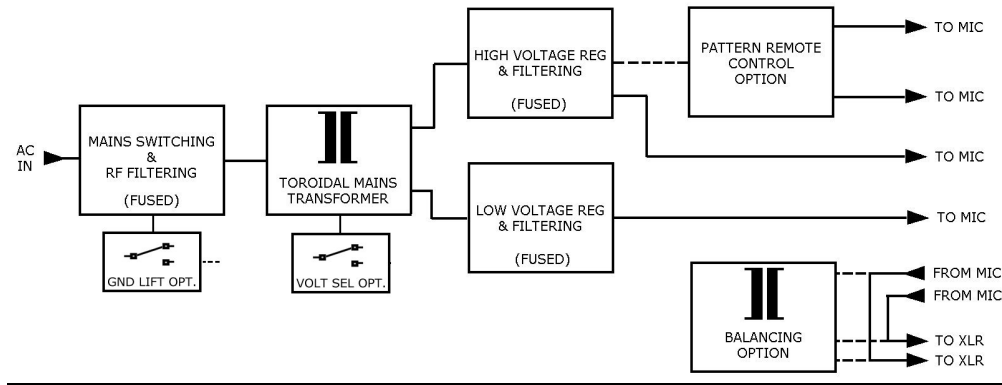 AC
IN
MAINS SWITCHING
&
RF FILTERING
(FUSED)
GND LIFT OPT.
TOROIDAL MAINS
TRANSFORMER
VOLT SEL OPT.
HIGH VOLTAGE REG
& FILTERING
(FUSED)
LOW VOLTAGE REG
& FILTERING
(FUSED)
PATTERN REMOTE
CONTROL
OPTION
TO MIC
TO MIC
TO MIC
TO MIC
BALANCING
OPTION
FROM MIC
FROM MIC
TO XLR
TO XLR